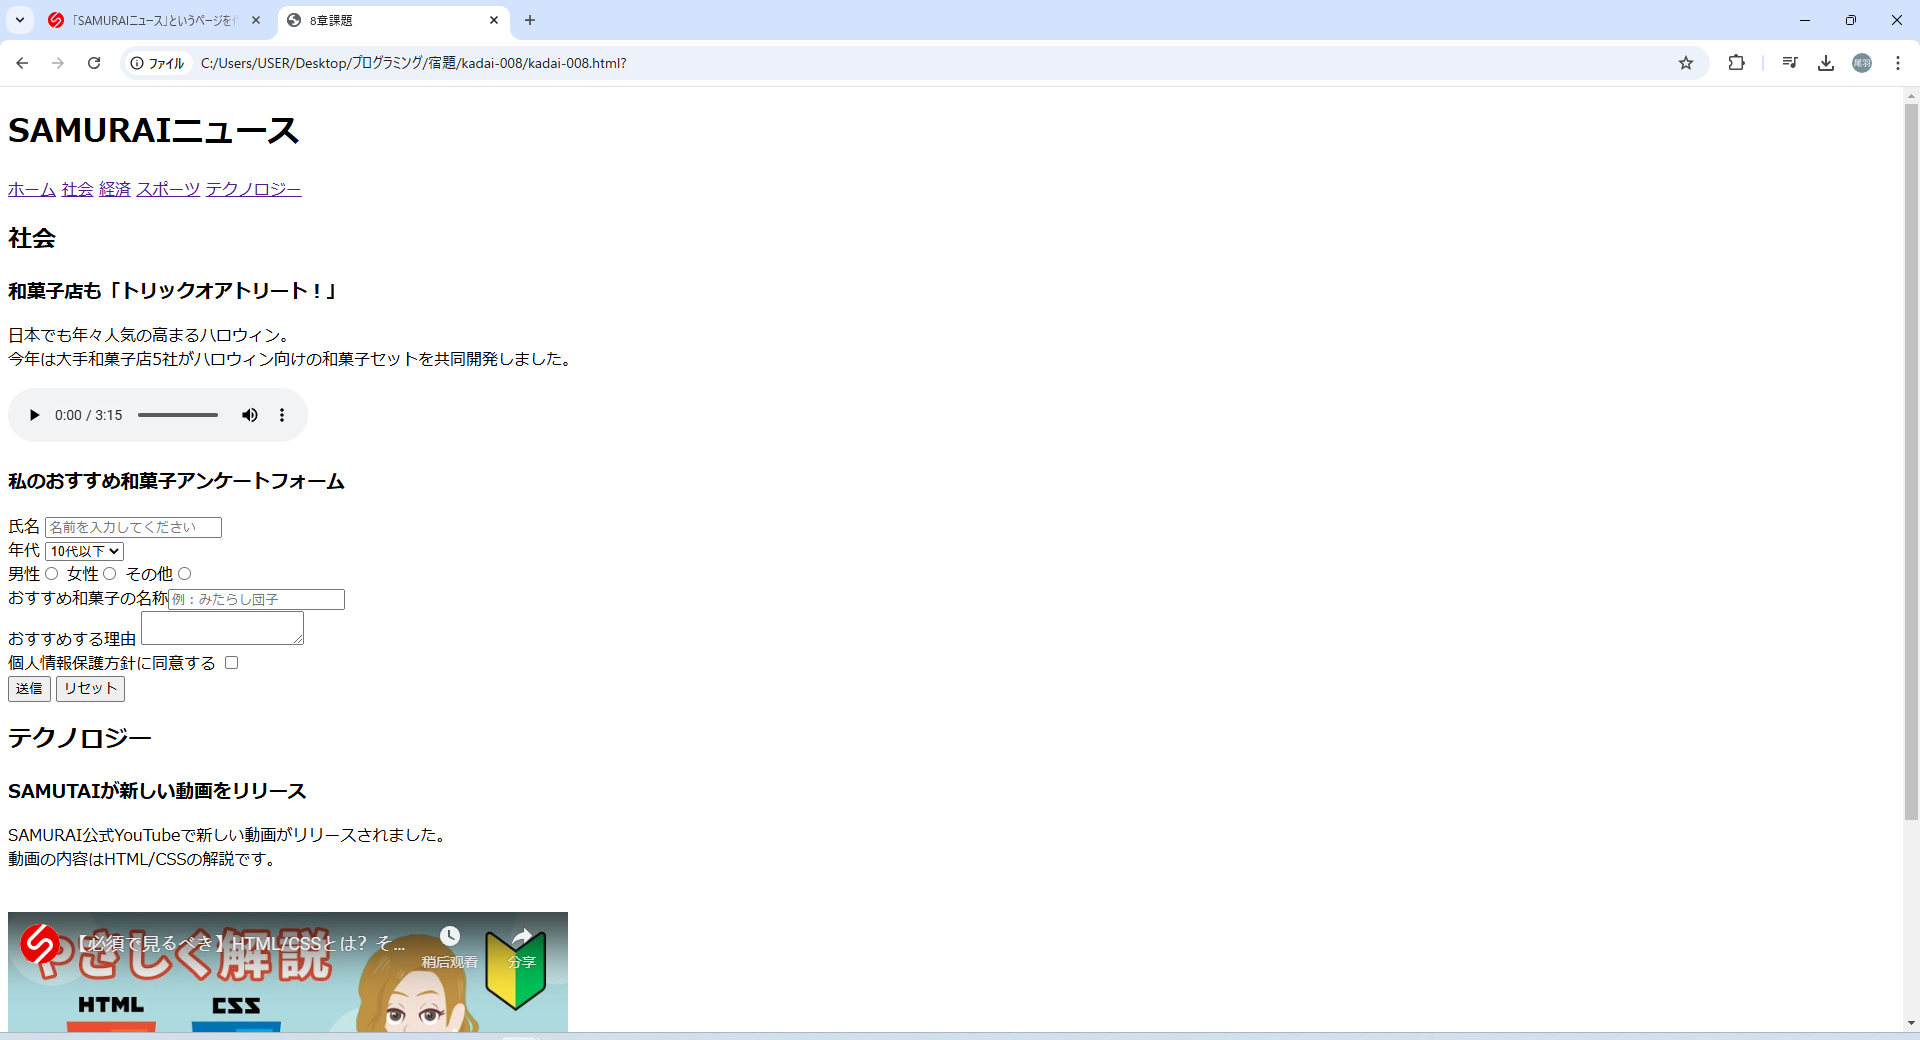 「SAMURAIニュース」というページを
8章課題
ファイル
C:/Users/USER/Desktop/プログラミング/宿題/kadai-008/kadai-008.html?
尾羽
SAMURAIニュース
ホーム 社会 経済 スポーツ テクノロジー
社会
和菓子店も「トリックオアトリート！」
日本でも年々人気の高まるハロウィン。
今年は大手和菓子店5社がハロウィン向けの和菓子セットを共同開発しました。
0:00 / 3:15
私のおすすめ和菓子アンケートフォーム
氏名 名前を入力してください
年代 10代以下
男性 女性 その他
おすすめ和菓子の名称 例：みたらし団子
おすすめする理由
個人情報保護方針に同意する
送信 リセット
テクノロジー
SAMUTAIが新しい動画をリリース
SAMURAI公式YouTubeで新しい動画がリリースされました。
動画の内容はHTML/CSSの解説です。
【必須で見るべき】HTML/CSSとは？そ...
稍后观看 分享
やさしく解説
HTML CSS